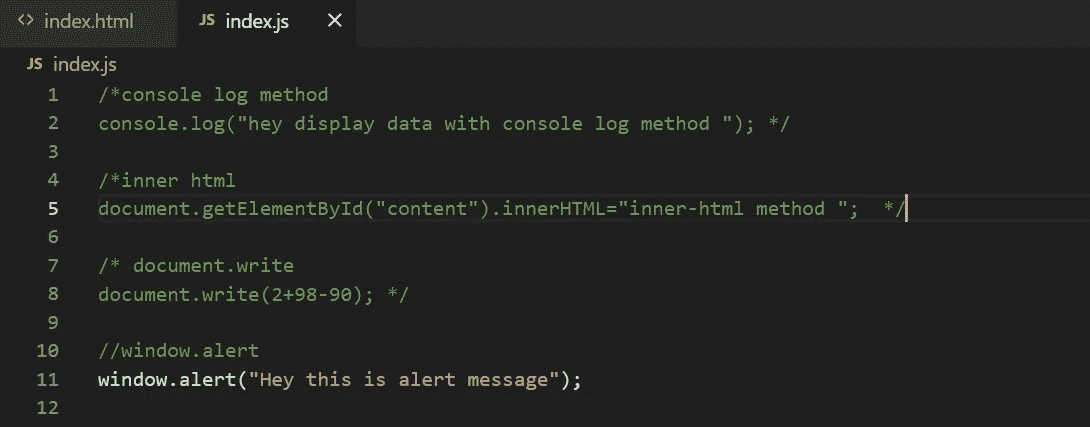 <> index.html JS index.js ×
JS index.js
1 /*console log method
2 console.log("hey display data with console log method "); */
3
4 /*inner html
5 document.getElementById("content").innerHTML="inner-html method ";  */
6
7 /* document.write
8 document.write(2+98-90); */
9
10 //window.alert
11 window.alert("Hey this is alert message");
12